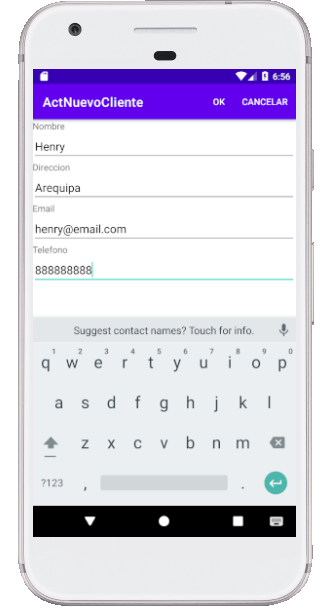 6:56
ActNuevoCliente OK CANCELAR
Nombre
Henry
Direccion
Arequipa
Email
henry@email.com
Telefono
888888888
Suggest contact names? Touch for info.
1 2 3 4 5 6 7 8 9 0
q w e r t y u i o p
a s d f g h j k l
z x c v b n m
?123 , .